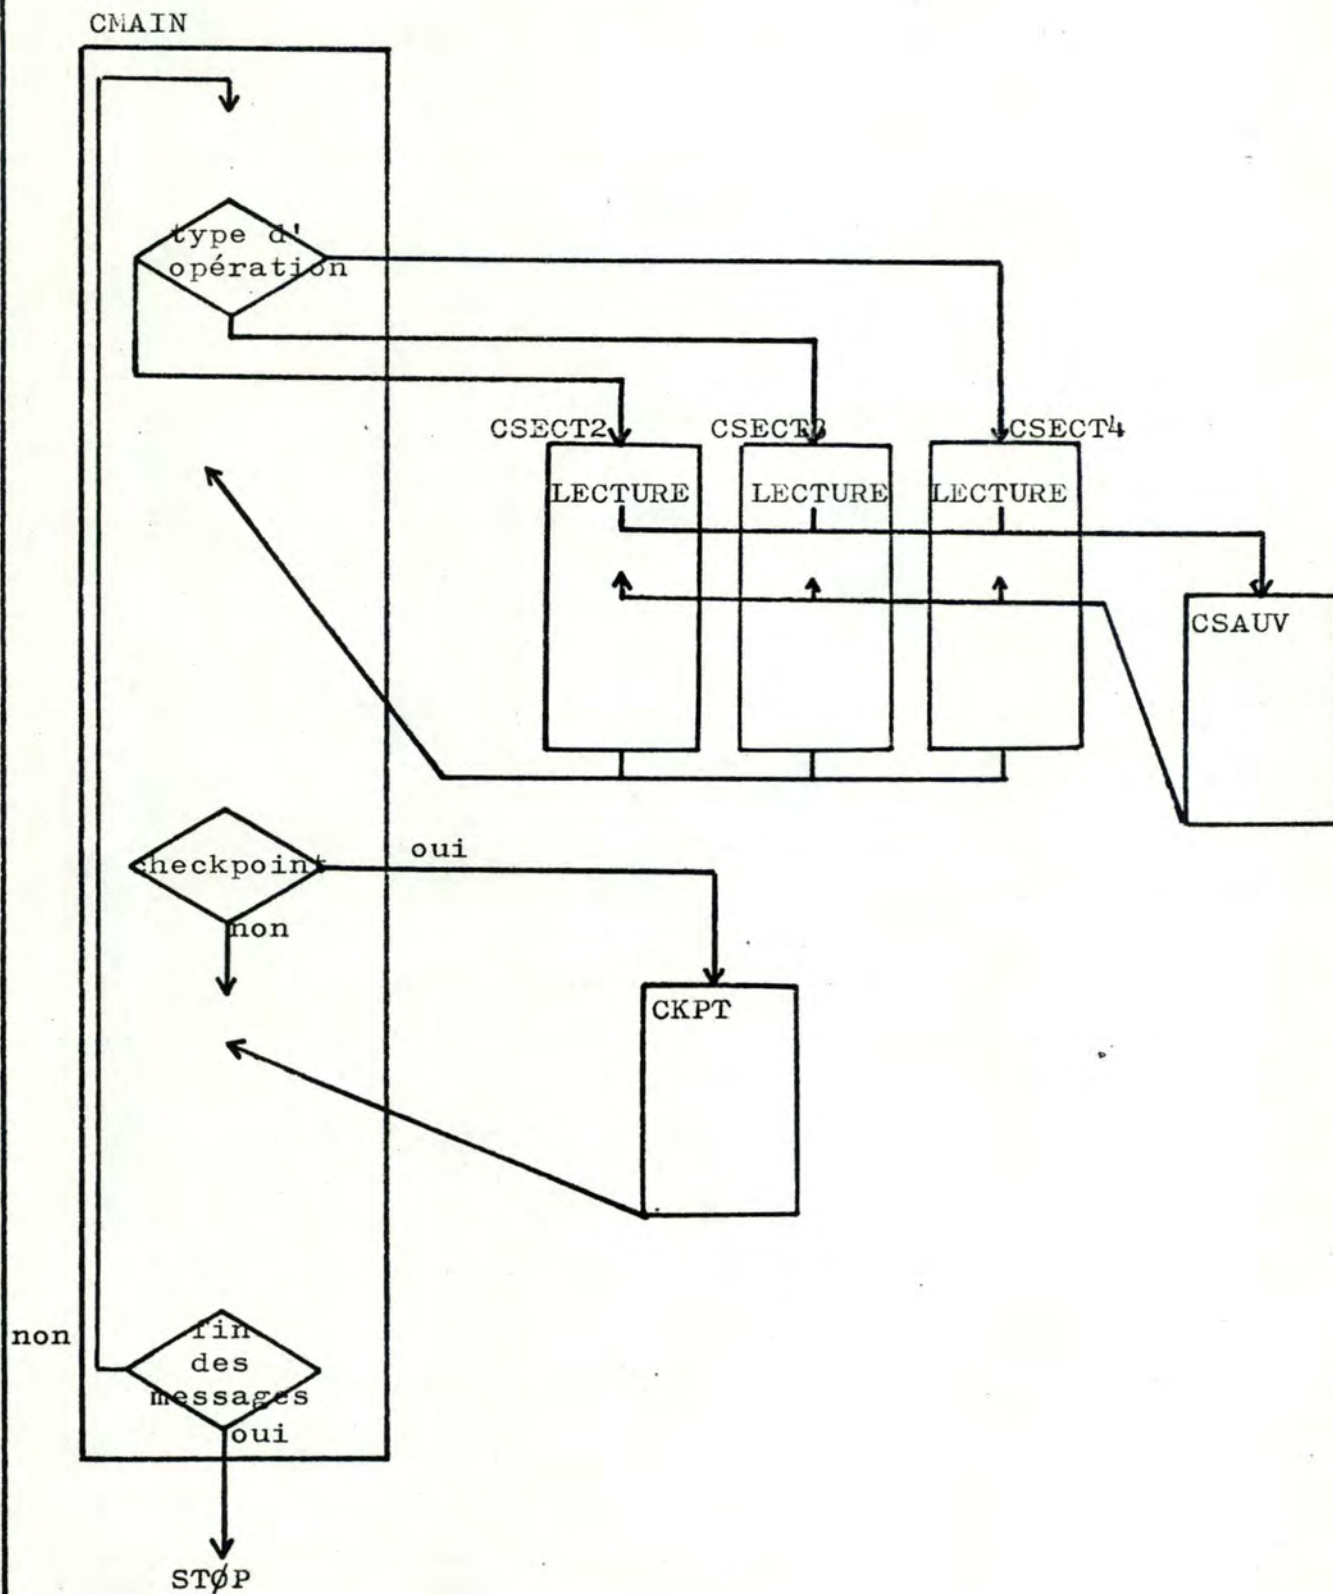 CMAIN
type d'
opération
CSECT2
CSECT3
CSECT4
LECTURE
LECTURE
LECTURE
CSAUV
checkpoint
oui
non
CKPT
non
fin
des
messages
oui
STØP